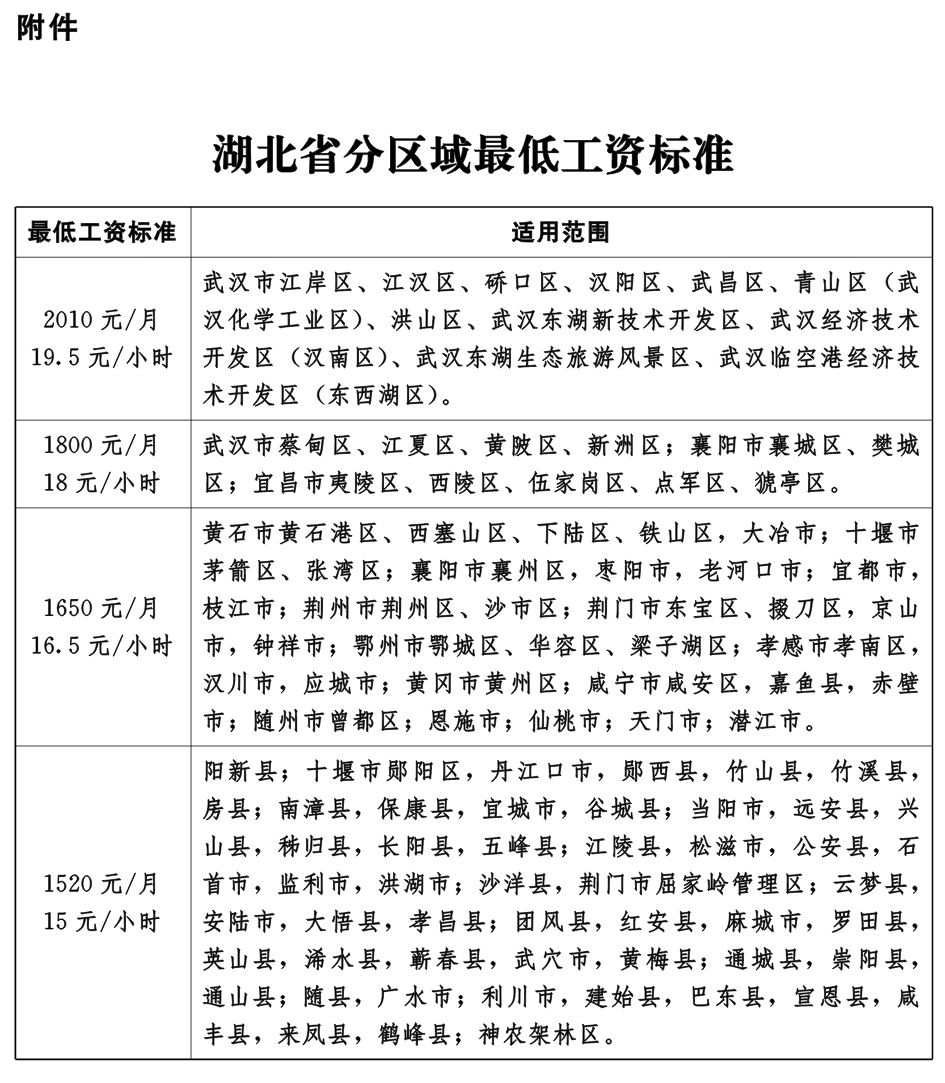 附件
湖北省分区域最低工资标准
最低工资标准
适用范围
2010 元/月
19.5 元/小时
武汉市江岸区、江汉区、硚口区、汉阳区、武昌区、青山区（武
汉化学工业区）、洪山区、武汉东湖新技术开发区、武汉经济技术
开发区（汉南区）、武汉东湖生态旅游风景区、武汉临空港经济技
术开发区（东西湖区）。
1800 元/月
18 元/小时
武汉市蔡甸区、江夏区、黄陂区、新洲区；襄阳市襄城区、樊城
区；宜昌市夷陵区、西陵区、伍家岗区、点军区、猇亭区。
1650 元/月
16.5 元/小时
黄石市黄石港区、西塞山区、下陆区、铁山区，大冶市；十堰市
茅箭区、张湾区；襄阳市襄州区，枣阳市，老河口市；宜都市，
枝江市；荆州市荆州区、沙市区；荆门市东宝区、掇刀区，京山
市，钟祥市；鄂州市鄂城区、华容区、梁子湖区；孝感市孝南区，
汉川市，应城市；黄冈市黄州区；咸宁市咸安区，嘉鱼县，赤壁
市；随州市曾都区；恩施市；仙桃市；天门市；潜江市。
1520 元/月
15 元/小时
阳新县；十堰市郧阳区，丹江口市，郧西县，竹山县，竹溪县，
房县；南漳县，保康县，宜城市，谷城县；当阳市，远安县，兴
山县，秭归县，长阳县，五峰县；江陵县，松滋市，公安县，石
首市，监利市，洪湖市；沙洋县，荆门市屈家岭管理区；云梦县，
安陆市，大悟县，孝昌县；团风县，红安县，麻城市，罗田县，
英山县，浠水县，蕲春县，武穴市，黄梅县；通城县，崇阳县，
通山县；随县，广水市；利川市，建始县，巴东县，宣恩县，咸
丰县，来凤县，鹤峰县；神农架林区。